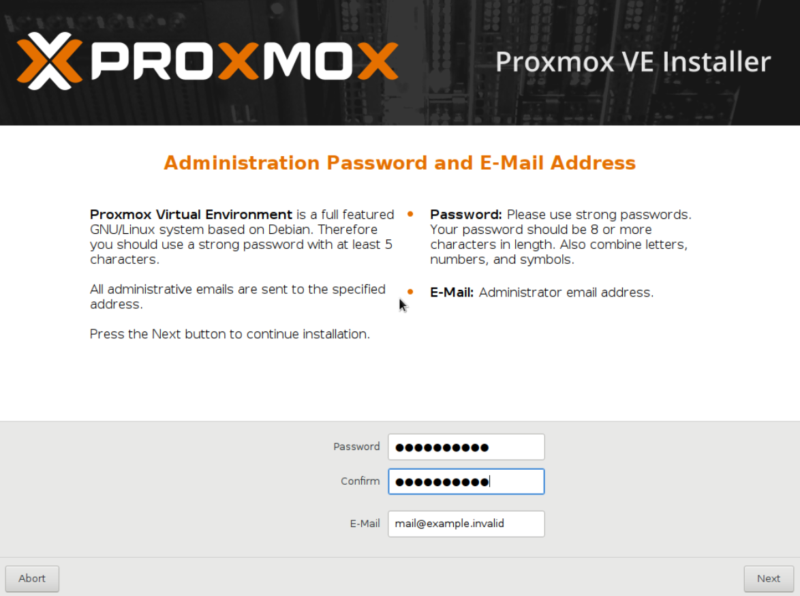 PROXMOX
Proxmox VE Installer
Administration Password and E-Mail Address
Proxmox Virtual Environment is a full featured
GNU/Linux system based on Debian. Therefore
you should use a strong password with at least 5
characters.
All administrative emails are sent to the specified
address.
Press the Next button to continue installation.
Password: Please use strong passwords.
Your password should be 8 or more
characters in length. Also combine letters,
numbers, and symbols.
E-Mail: Administrator email address.
Password ●●●●●●●●●●
Confirm ●●●●●●●●●●
E-Mail mail@example.invalid
Abort
Next